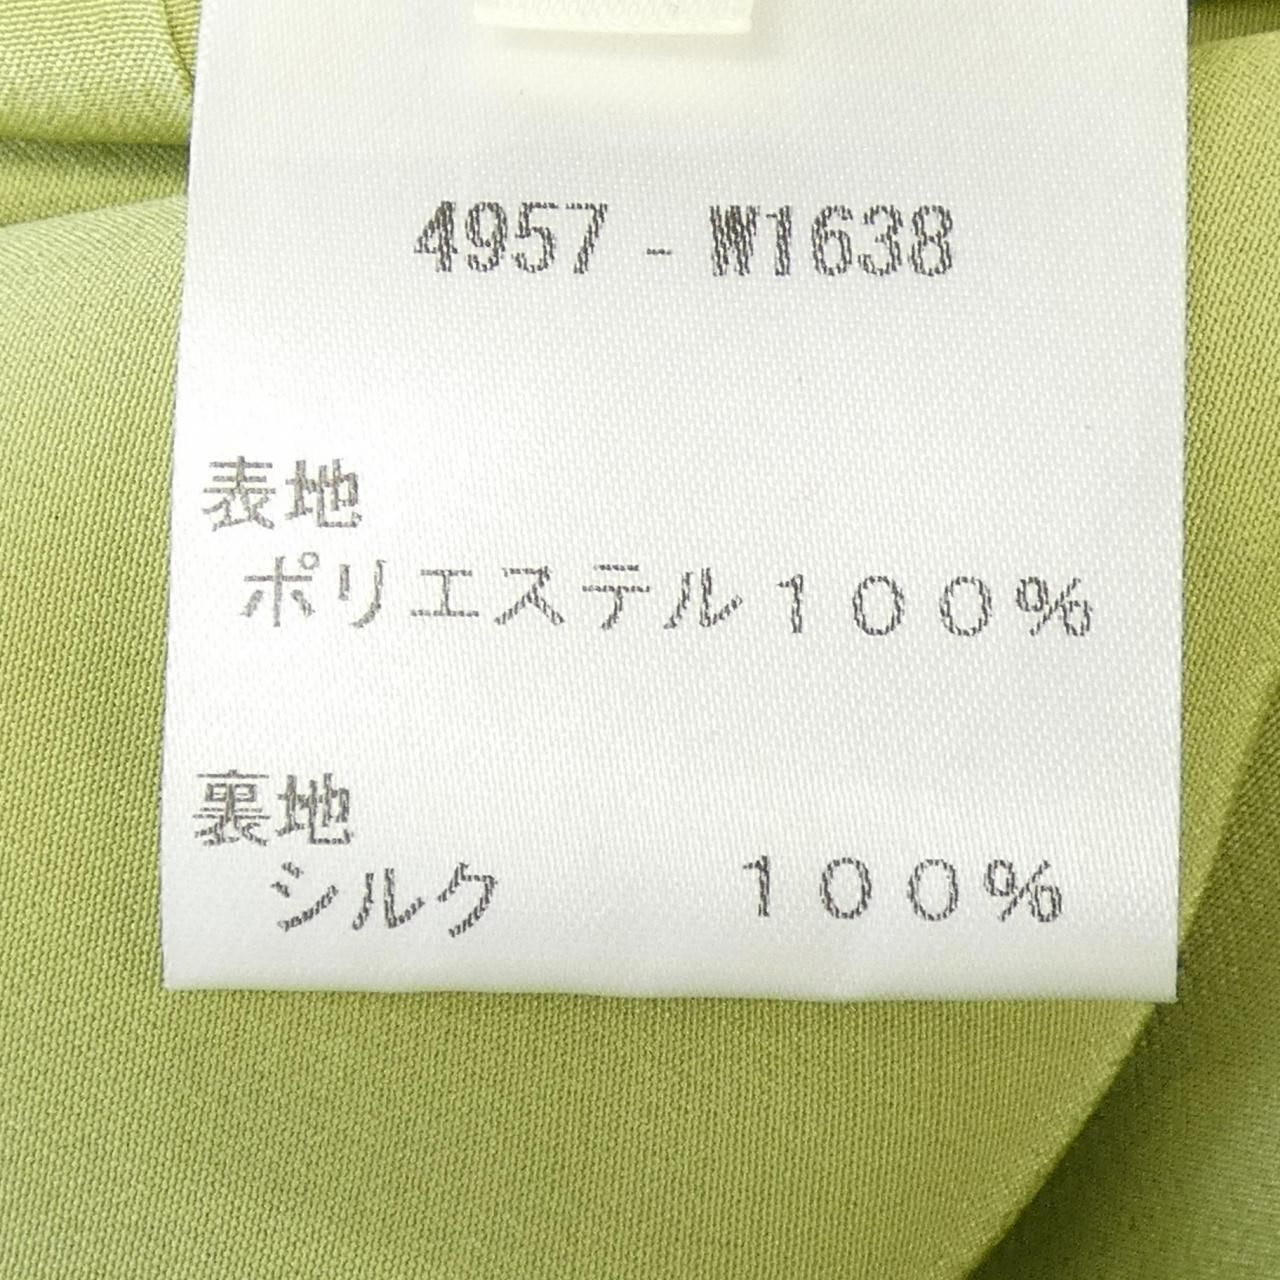 4957 - W1638
表地
ポリエステル１００％
裏地
シルク　　　１００％